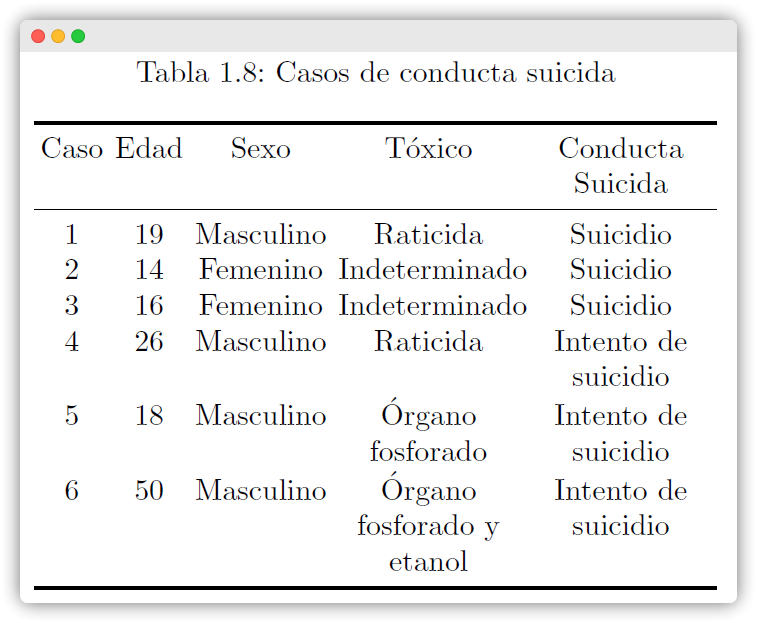 Tabla 1.8: Casos de conducta suicida
Caso Edad Sexo Tóxico Conducta
Suicida
1 19 Masculino Raticida Suicidio
2 14 Femenino Indeterminado Suicidio
3 16 Femenino Indeterminado Suicidio
4 26 Masculino Raticida Intento de
suicidio
5 18 Masculino Órgano Intento de
fosforado suicidio
6 50 Masculino Órgano Intento de
fosforado y suicidio
etanol